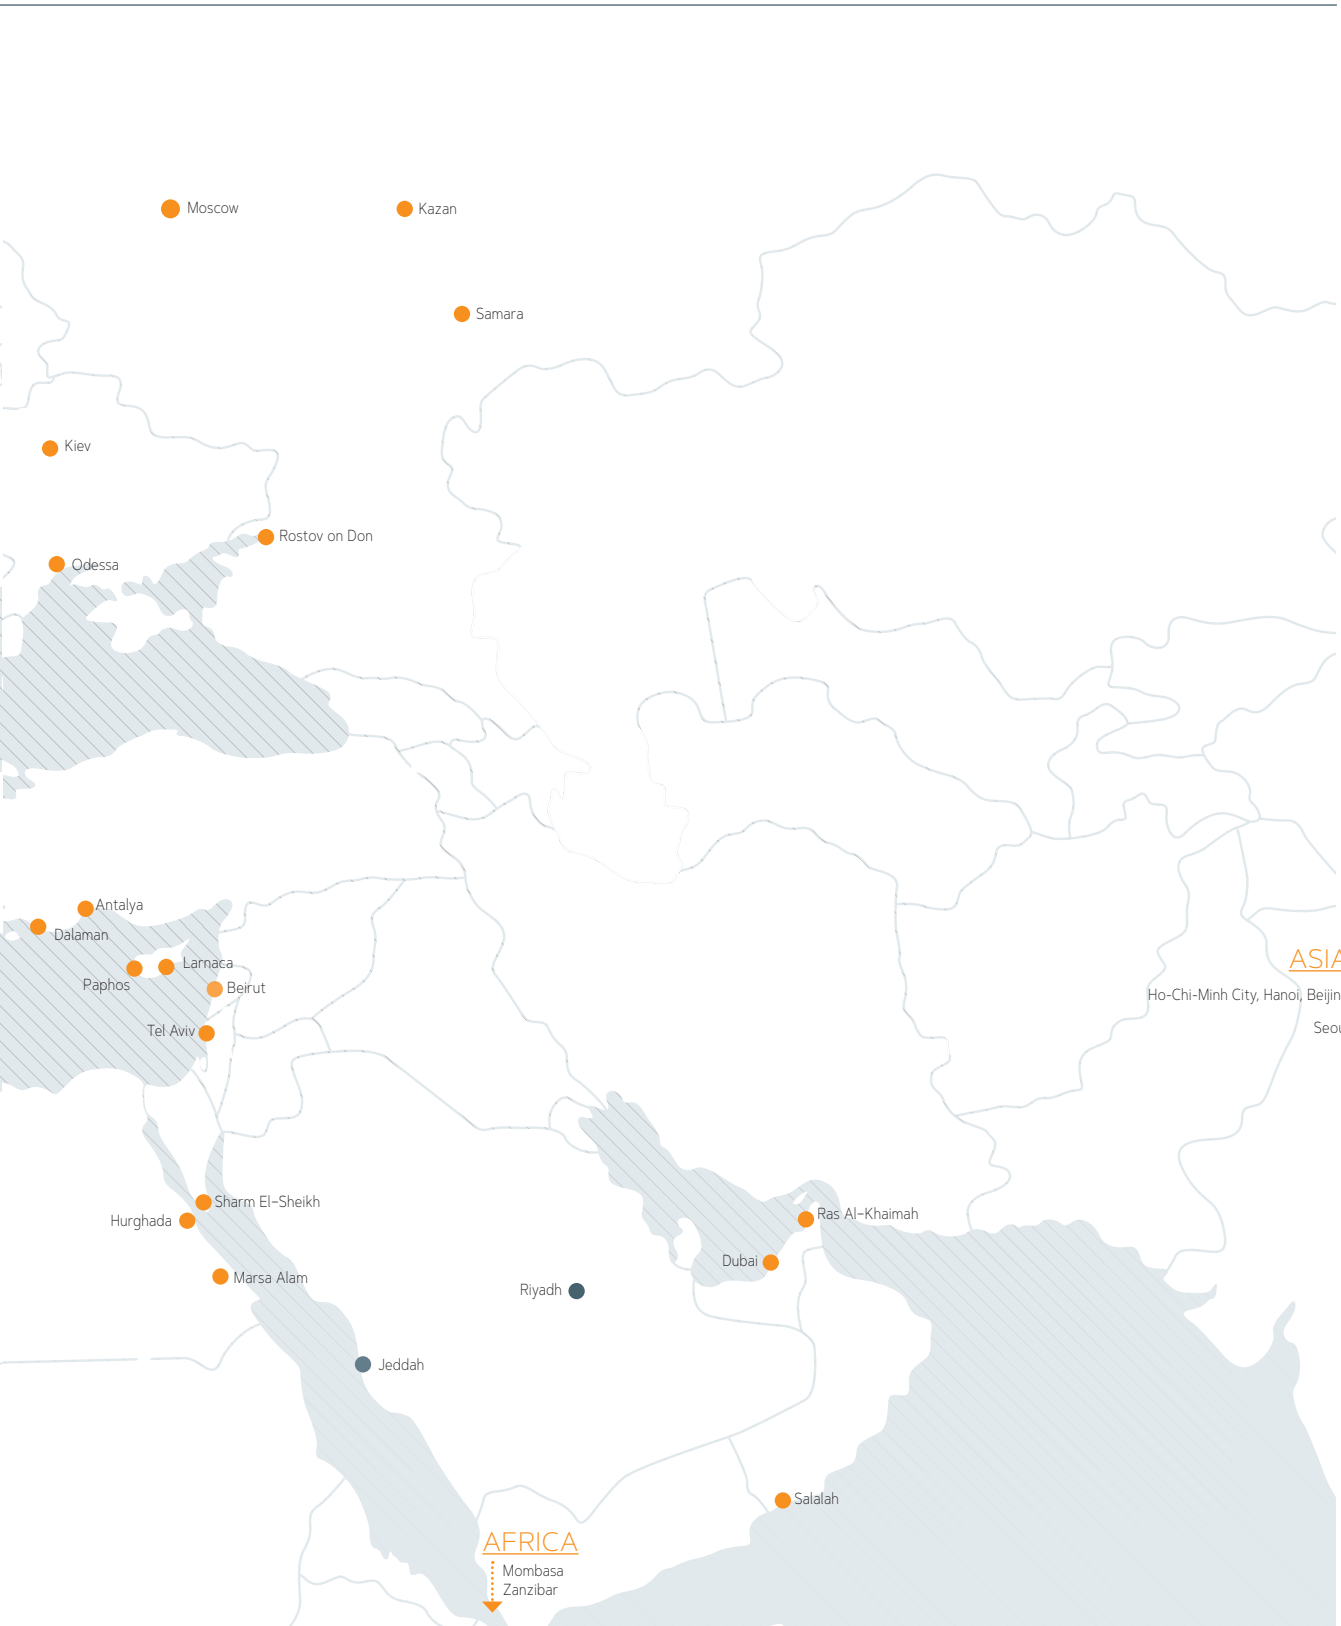 Moscow
Kazan
Samara
Kiev
Rostov on Don
Odessa
Antalya
Dalaman
Larnaca
Paphos
Beirut
Tel Aviv
ASIA
Ho-Chi-Minh City, Hanoi, Beijin
Seou
Sharm El-Sheikh
Hurghada
Ras Al-Khaimah
Dubai
Marsa Alam
Riyadh
Jeddah
Salalah
AFRICA
Mombasa
Zanzibar